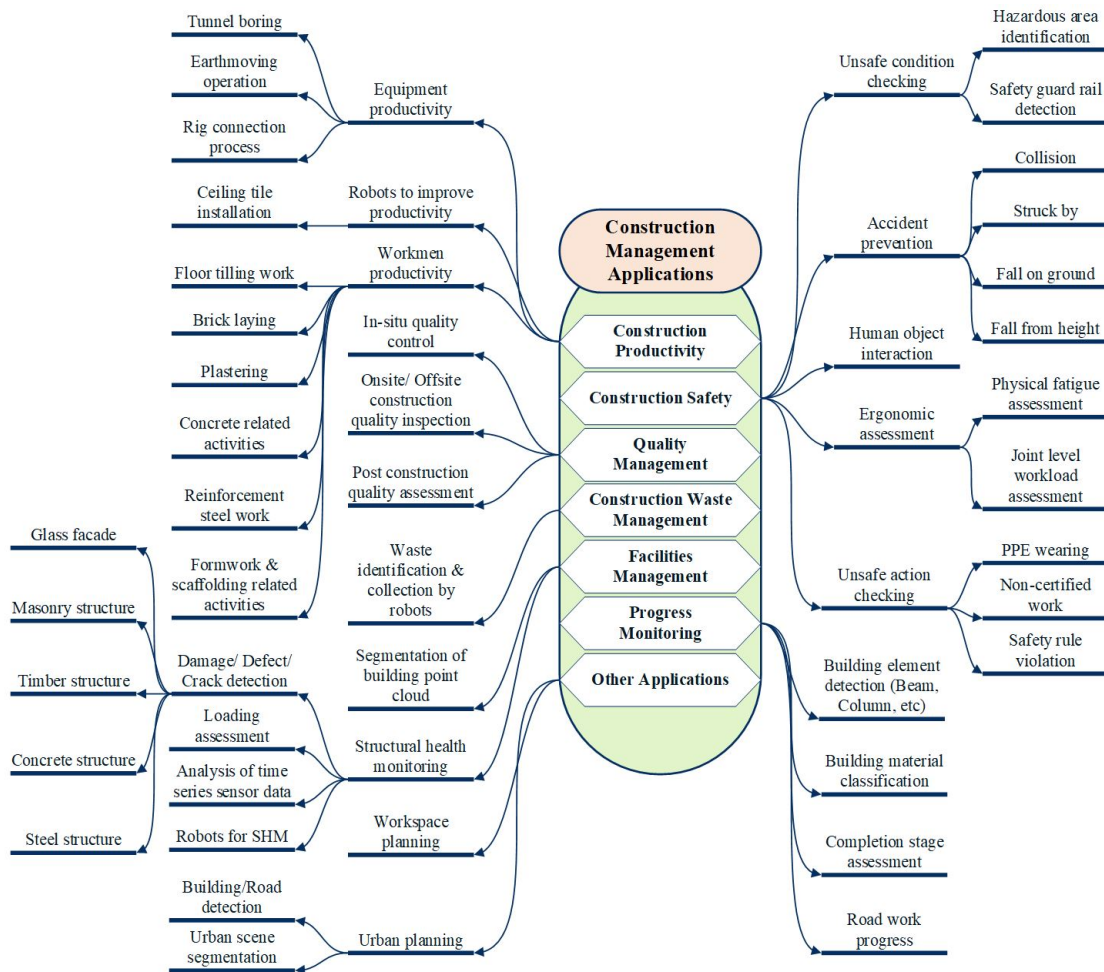 Tunnel boring
Earthmoving
operation
Rig connection
process
Equipment
productivity
Ceiling tile
installation
Robots to improve
productivity
Floor tilling work
Workmen
productivity
Brick laying
Plastering
Concrete related
activities
Reinforcement
steel work
Formwork &
scaffolding related
activities
In-situ quality
control
Onsite/ Offsite
construction
quality inspection
Post construction
quality assessment
Waste
identification &
collection by
robots
Segmentation of
building point
cloud
Structural health
monitoring
Workspace
planning
Urban planning
Glass facade
Masonry structure
Timber structure
Concrete structure
Steel structure
Damage/ Defect/
Crack detection
Loading
assessment
Analysis of time
series sensor data
Robots for SHM
Building/Road
detection
Urban scene
segmentation
Construction
Management
Applications
Construction
Productivity
Construction Safety
Quality
Management
Construction Waste
Management
Facilities
Management
Progress
Monitoring
Other Applications
Unsafe condition
checking
Hazardous area
identification
Safety guard rail
detection
Accident
prevention
Collision
Struck by
Fall on ground
Fall from height
Human object
interaction
Ergonomic
assessment
Physical fatigue
assessment
Joint level
workload
assessment
Unsafe action
checking
PPE wearing
Non-certified
work
Safety rule
violation
Building element
detection (Beam,
Column, etc)
Building material
classification
Completion stage
assessment
Road work
progress